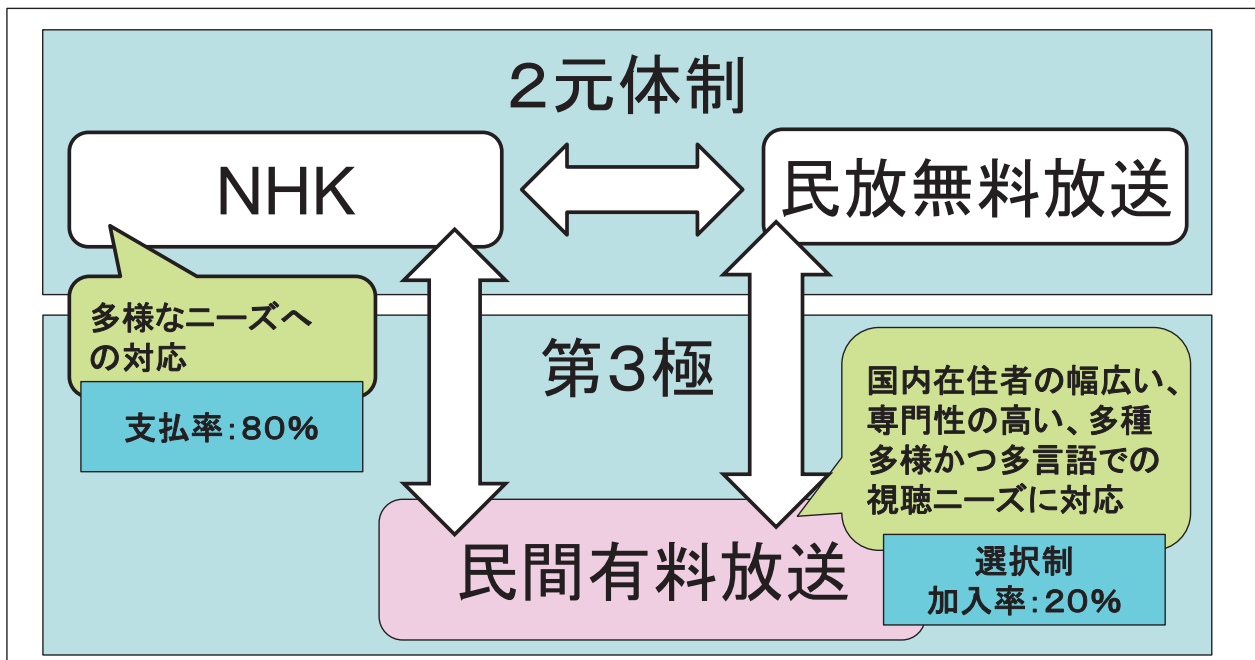 ２元体制
NHK
民放無料放送
多様なニーズへ
の対応
支払率：８０％
第３極
国内在住者の幅広い、
専門性の高い、多種
多様かつ多言語での
視聴ニーズに対応
民間有料放送
選択制
加入率：２０％